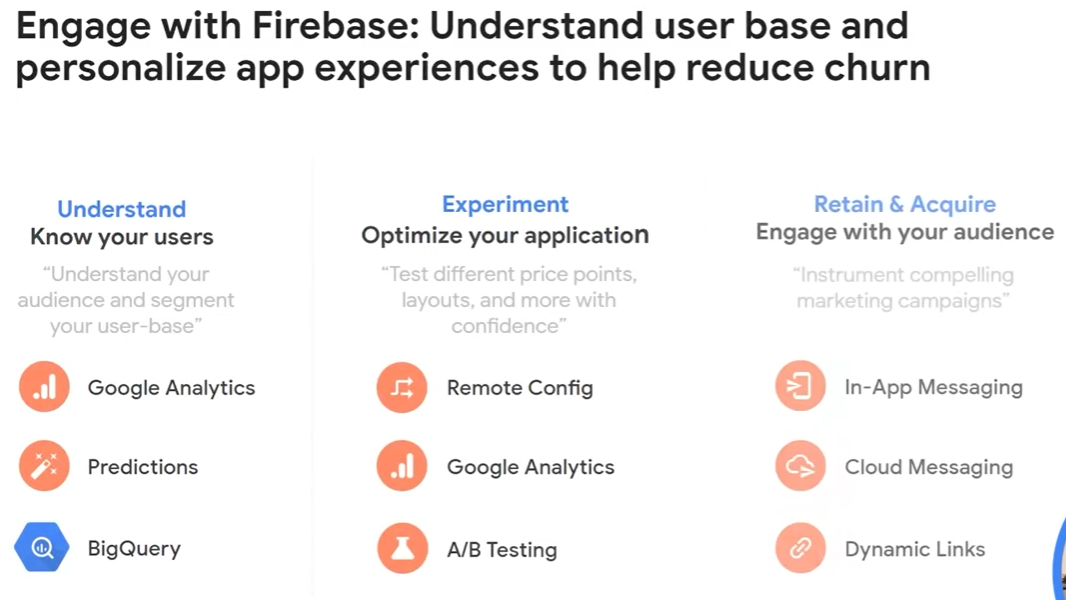 Engage with Firebase: Understand user base and
personalize app experiences to help reduce churn
Understand
Know your users
“Understand your
audience and segment
your user-base”
Google Analytics
Predictions
BigQuery
Experiment
Optimize your application
“Test different price points,
layouts, and more with
confidence”
Remote Config
Google Analytics
A/B Testing
Retain & Acquire
Engage with your audience
“Instrument compelling
marketing campaigns”
In-App Messaging
Cloud Messaging
Dynamic Links